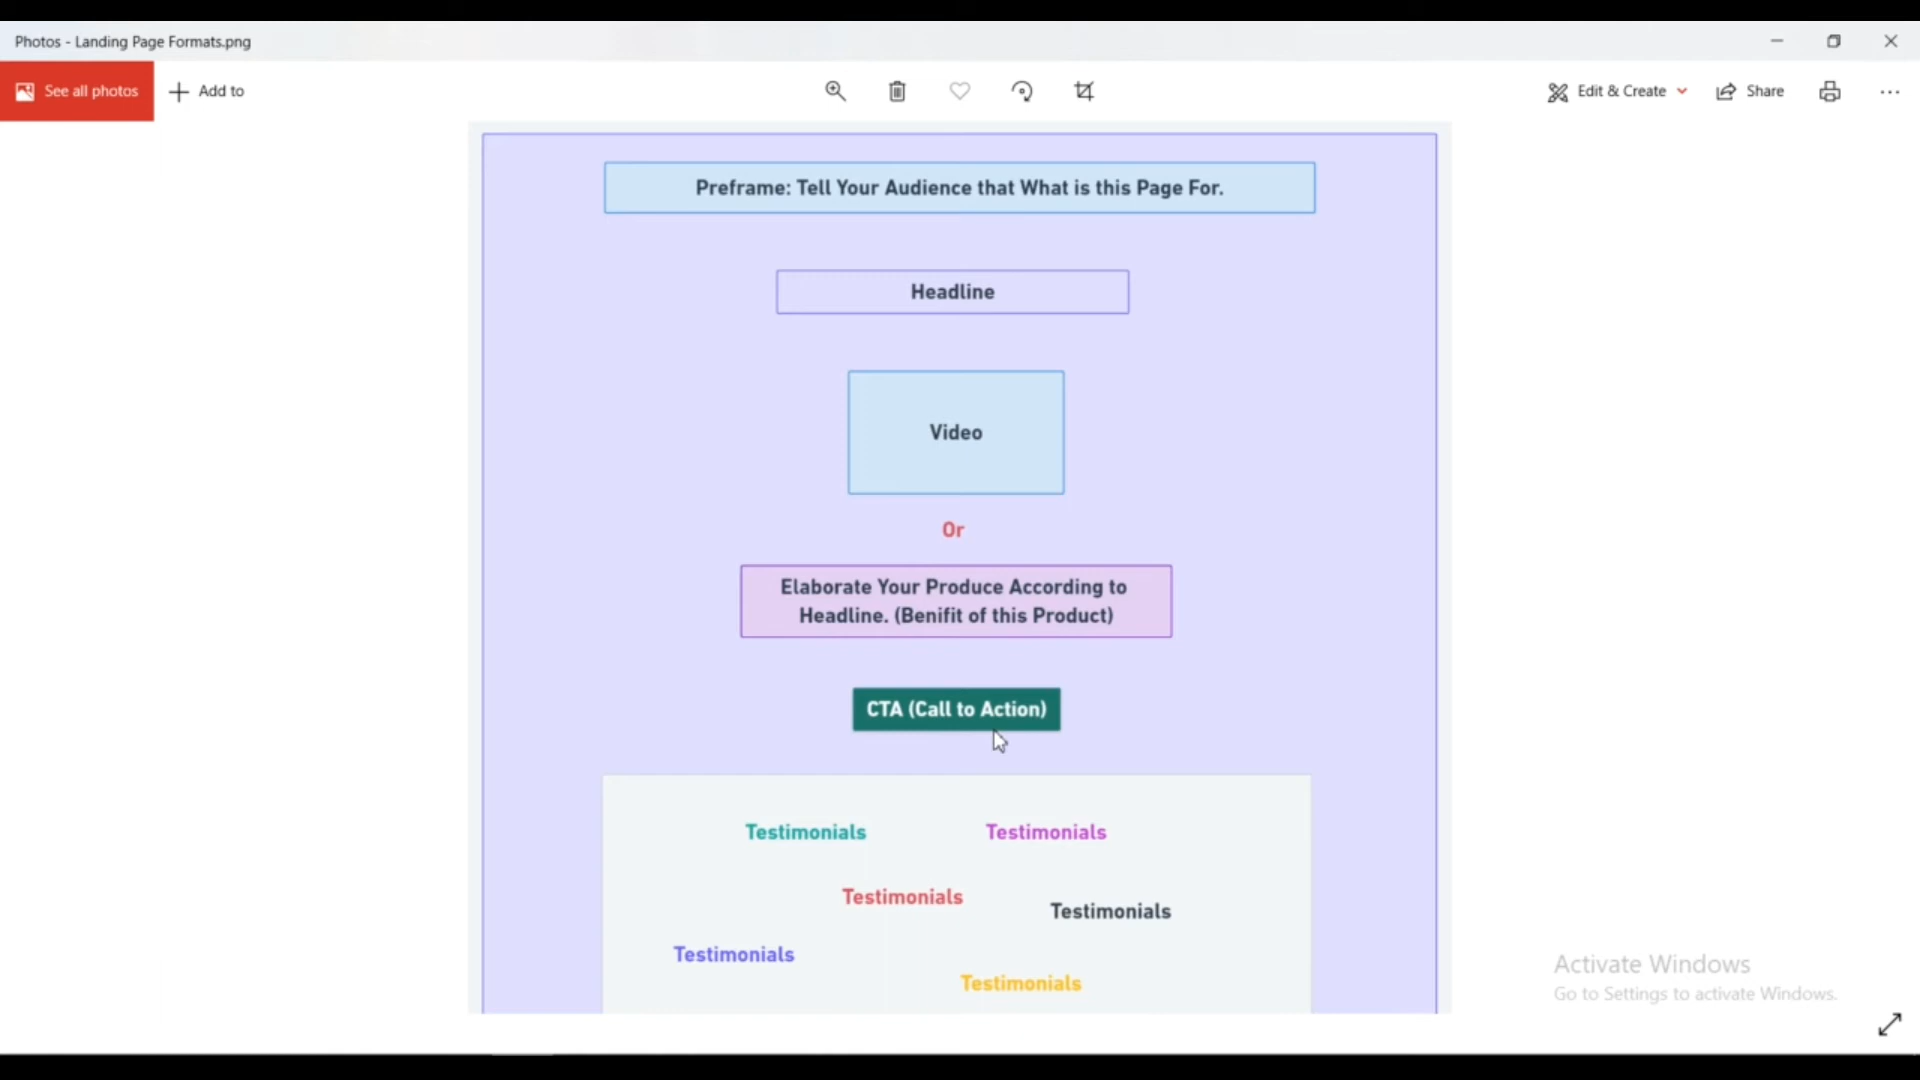 Photos - Landing Page Formats.png
See all photos
Add to
Edit & Create
Share
Preframe: Tell Your Audience that What is this Page For.
Headline
Video
Or
Elaborate Your Produce According to
Headline. (Benifit of this Product)
CTA (Call to Action)
Testimonials
Testimonials
Testimonials
Testimonials
Testimonials
Testimonials
Activate Windows
Go to Settings to activate Windows.